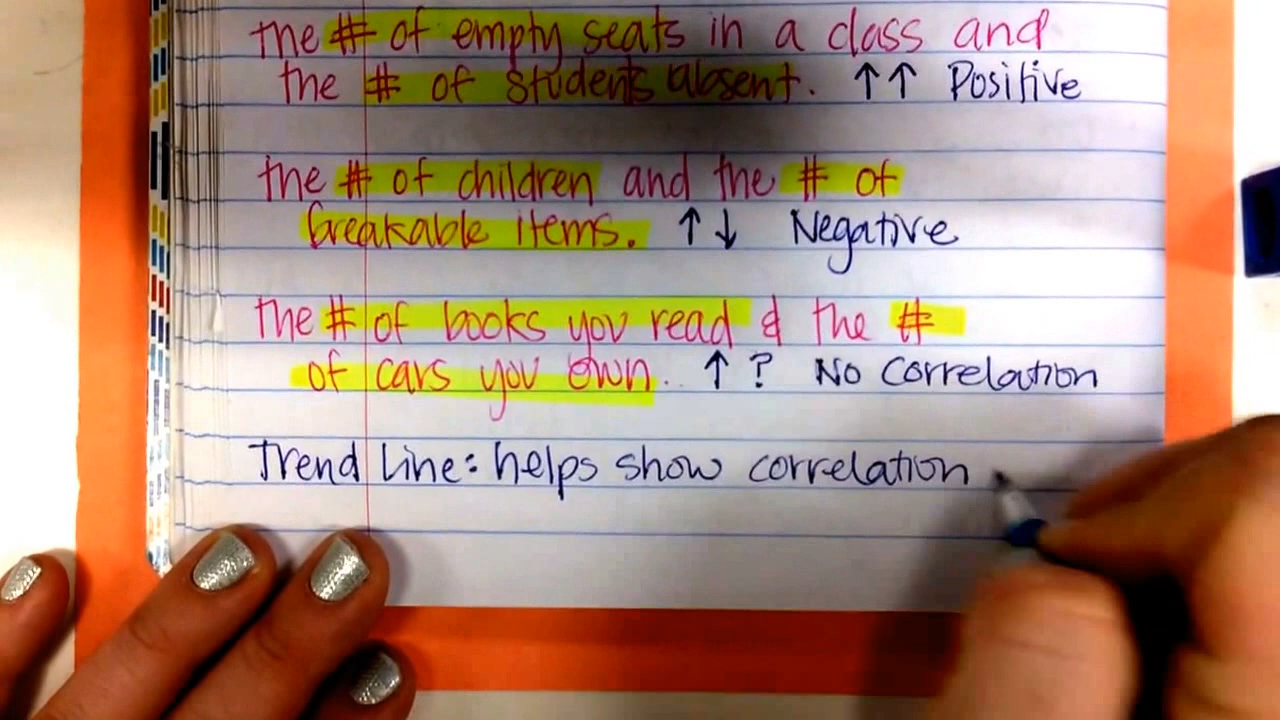 the # of empty seats in a class and
the # of students absent. ↑↑ Positive
the # of children and the # of
breakable items. ↑↓ Negative
the # of books you read & the #
of cars you own. ↑ ? No Correlation
Trend Line: helps show correlation